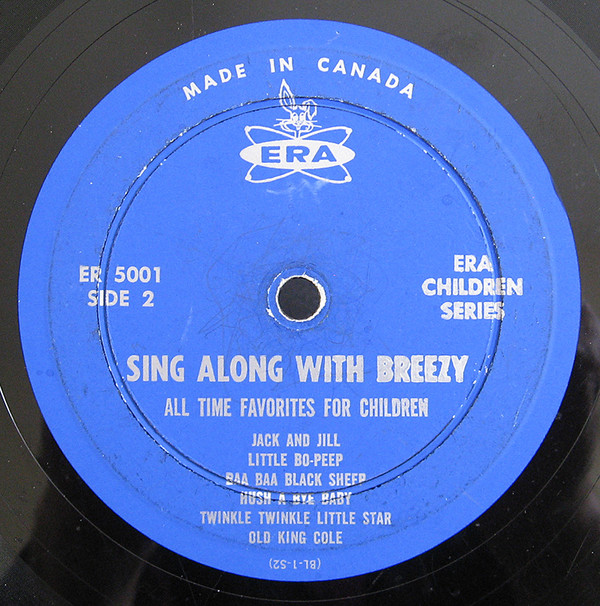 MADE IN CANADA
ERA
ER 5001
SIDE 2
ERA
CHILDREN
SERIES
SING ALONG WITH BREEZY
ALL TIME FAVORITES FOR CHILDREN
JACK AND JILL
LITTLE BO-PEEP
BAA BAA BLACK SHEEP
HUSH A BYE BABY
TWINKLE TWINKLE LITTLE STAR
OLD KING COLE
(BL-1-S2)